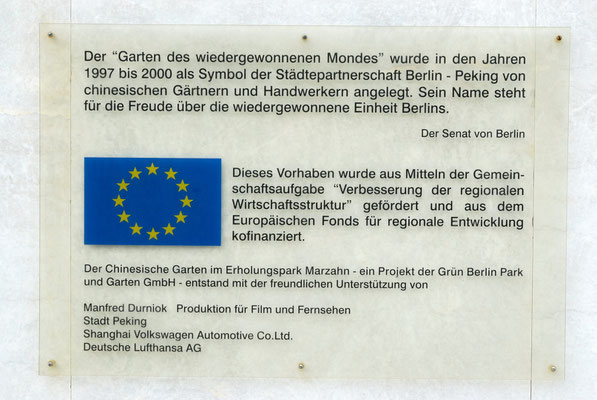 Der “Garten des wiedergewonnenen Mondes” wurde in den Jahren
1997 bis 2000 als Symbol der Städtepartnerschaft Berlin - Peking von
chinesischen Gärtnern und Handwerkern angelegt. Sein Name steht
für die Freude über die wiedergewonnene Einheit Berlins.
Der Senat von Berlin
Dieses Vorhaben wurde aus Mitteln der Gemein-
schaftsaufgabe “Verbesserung der regionalen
Wirtschaftsstruktur” gefördert und aus dem
Europäischen Fonds für regionale Entwicklung
kofinanziert.
Der Chinesische Garten im Erholungspark Marzahn - ein Projekt der Grün Berlin Park
und Garten GmbH - entstand mit der freundlichen Unterstützung von
Manfred Durniok Produktion für Film und Fernsehen
Stadt Peking
Shanghai Volkswagen Automotive Co.Ltd.
Deutsche Lufthansa AG